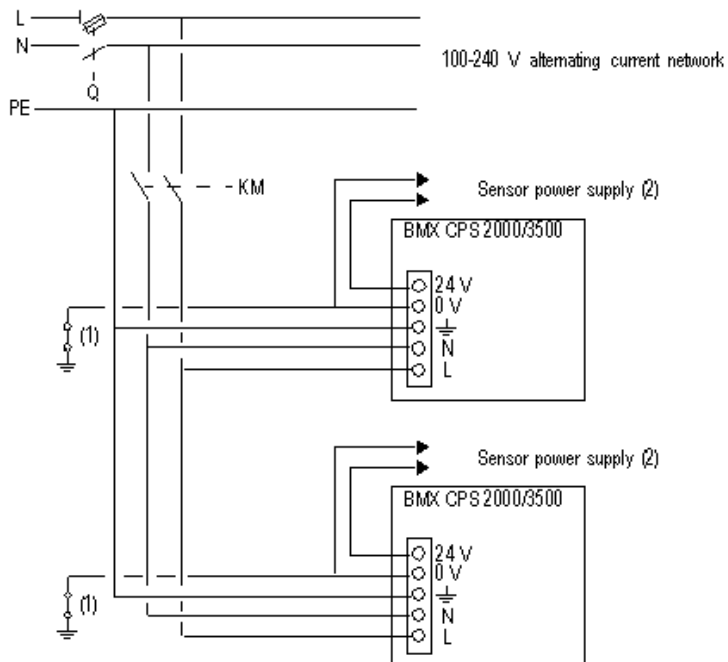 L
N
100-240 V alternating current network
Q
PE
KM
Sensor power supply (2)
BMX CPS 2000/3500
24 V
0 V
(1)
N
L
Sensor power supply (2)
BMX CPS 2000/3500
24 V
0 V
(1)
N
L